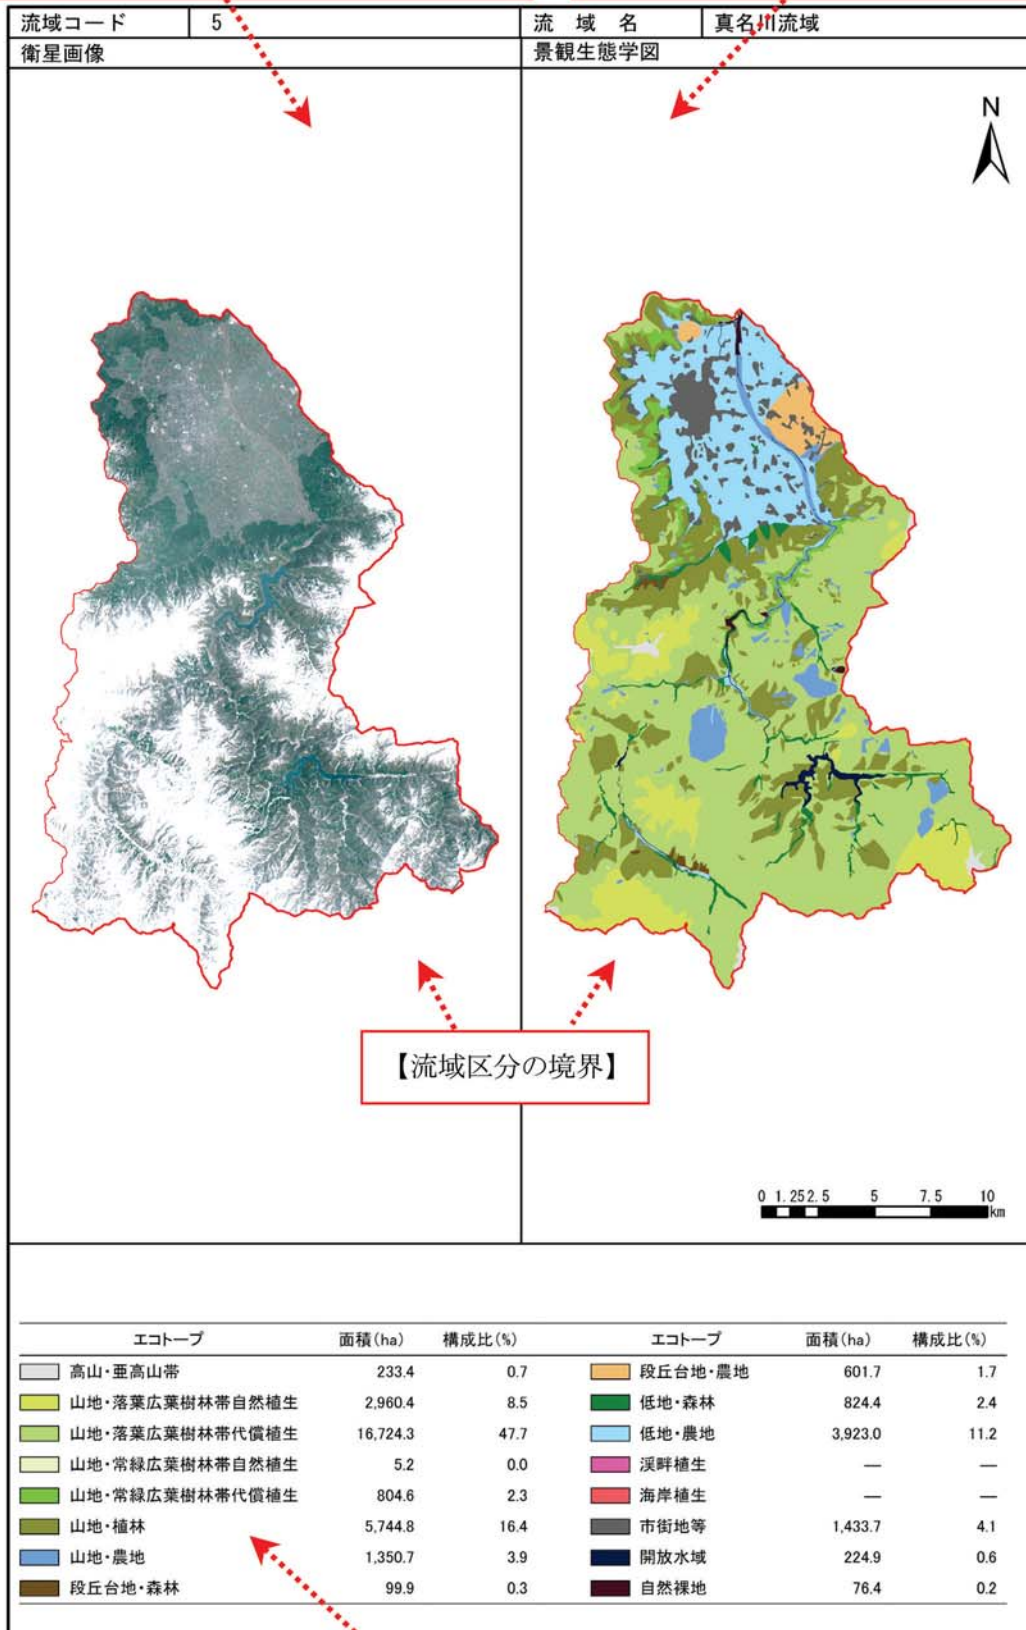 流域コード 5 流 域 名 真名川流域
衛星画像 景観生態学図
N
【流域区分の境界】
0 1.25 2.5 5 7.5 10
km
エコトープ 面積(ha) 構成比(%) エコトープ 面積(ha) 構成比(%)
高山・亜高山帯 233.4 0.7 段丘台地・農地 601.7 1.7
山地・落葉広葉樹林帯自然植生 2,960.4 8.5 低地・森林 824.4 2.4
山地・落葉広葉樹林帯代償植生 16,724.3 47.7 低地・農地 3,923.0 11.2
山地・常緑広葉樹林帯自然植生 5.2 0.0 渓畔植生 — —
山地・常緑広葉樹林帯代償植生 804.6 2.3 海岸植生 — —
山地・植林 5,744.8 16.4 市街地等 1,433.7 4.1
山地・農地 1,350.7 3.9 開放水域 224.9 0.6
段丘台地・森林 99.9 0.3 自然裸地 76.4 0.2